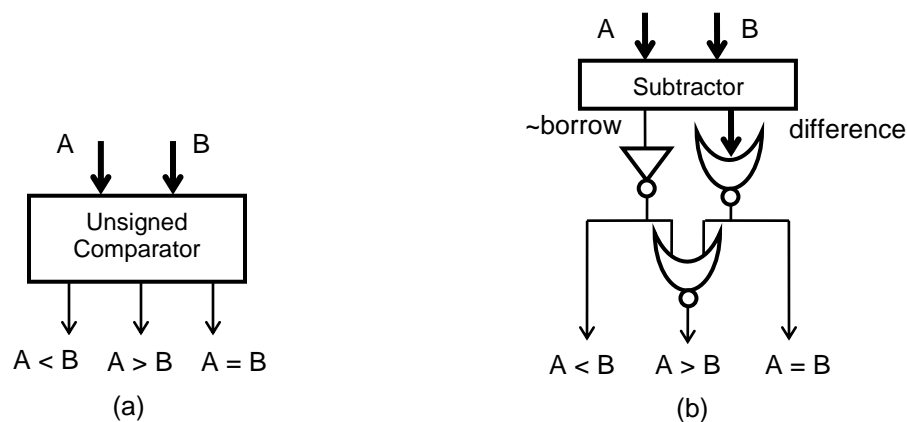 A B
Unsigned
Comparator
A < B A > B A = B
(a)
A B
Subtractor
~borrow difference
A < B A > B A = B
(b)